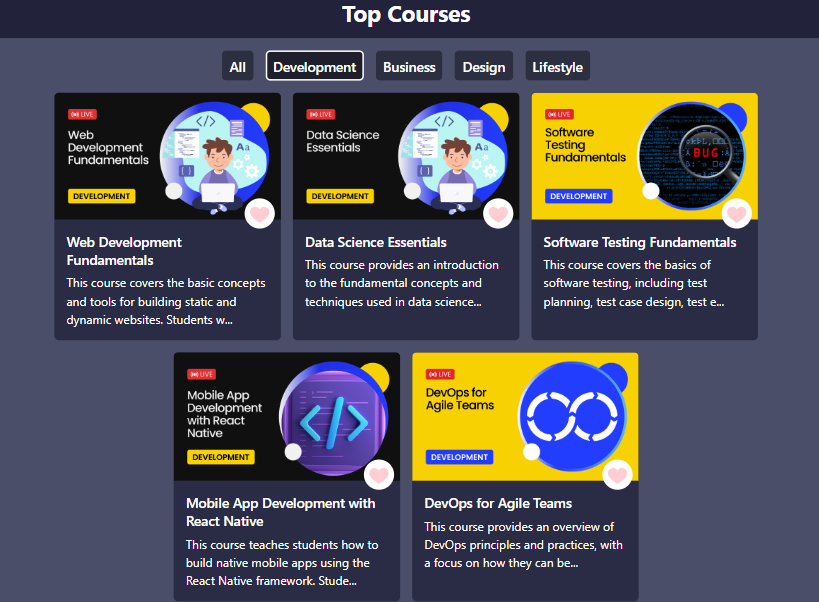 Top Courses
All Development Business Design Lifestyle
LIVE
Web
Development
Fundamentals
DEVELOPMENT
Web Development
Fundamentals
This course covers the basic concepts
and tools for building static and
dynamic websites. Students w...
LIVE
Data Science
Essentials
DEVELOPMENT
Data Science Essentials
This course provides an introduction
to the fundamental concepts and
techniques used in data science...
LIVE
Software
Testing
Fundamentals
DEVELOPMENT
BUG
Software Testing Fundamentals
This course covers the basics of
software testing, including test
planning, test case design, test e...
LIVE
Mobile App
Development
with React
Native
DEVELOPMENT
</>
Mobile App Development with
React Native
This course teaches students how to
build native mobile apps using the
React Native framework. Stude...
LIVE
DevOps for
Agile Teams
DEVELOPMENT
DevOps for Agile Teams
This course provides an overview of
DevOps principles and practices, with
a focus on how they can be...